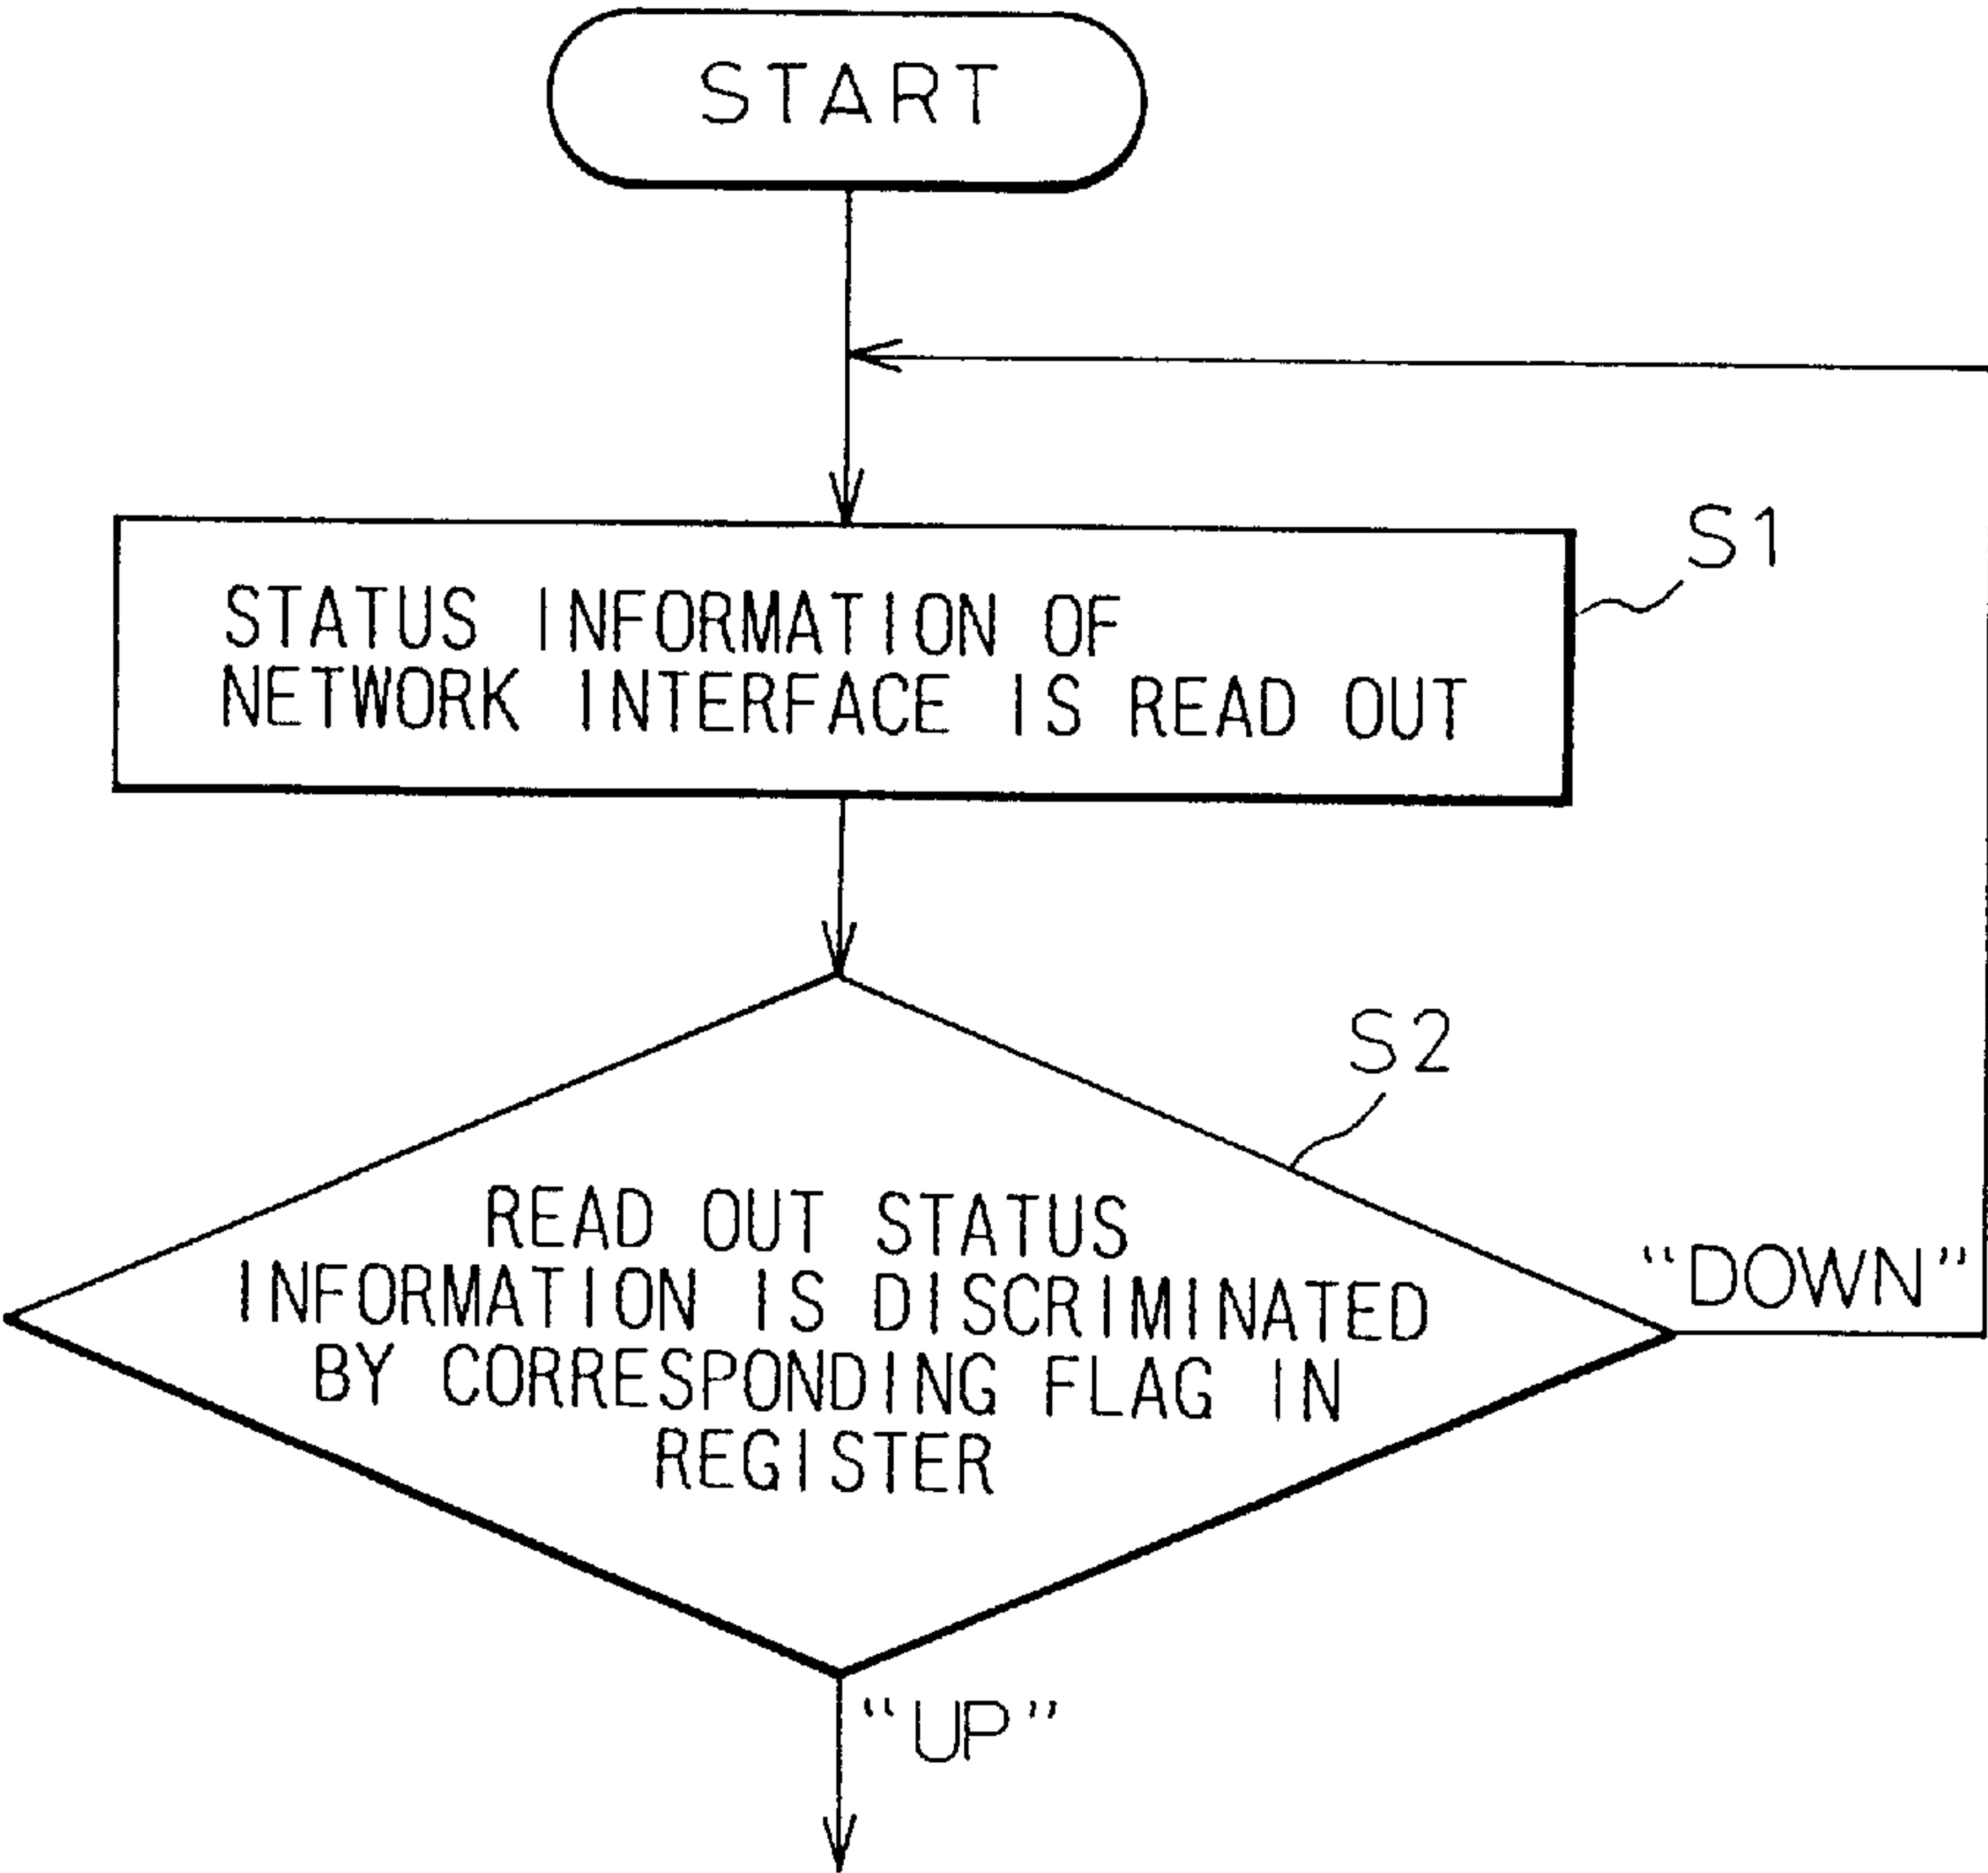 START
S1
STATUS INFORMATION OF
NETWORK INTERFACE IS READ OUT
S2
READ OUT STATUS
INFORMATION IS DISCRIMINATED
BY CORRESPONDING FLAG IN
REGISTER
“DOWN”
“UP”